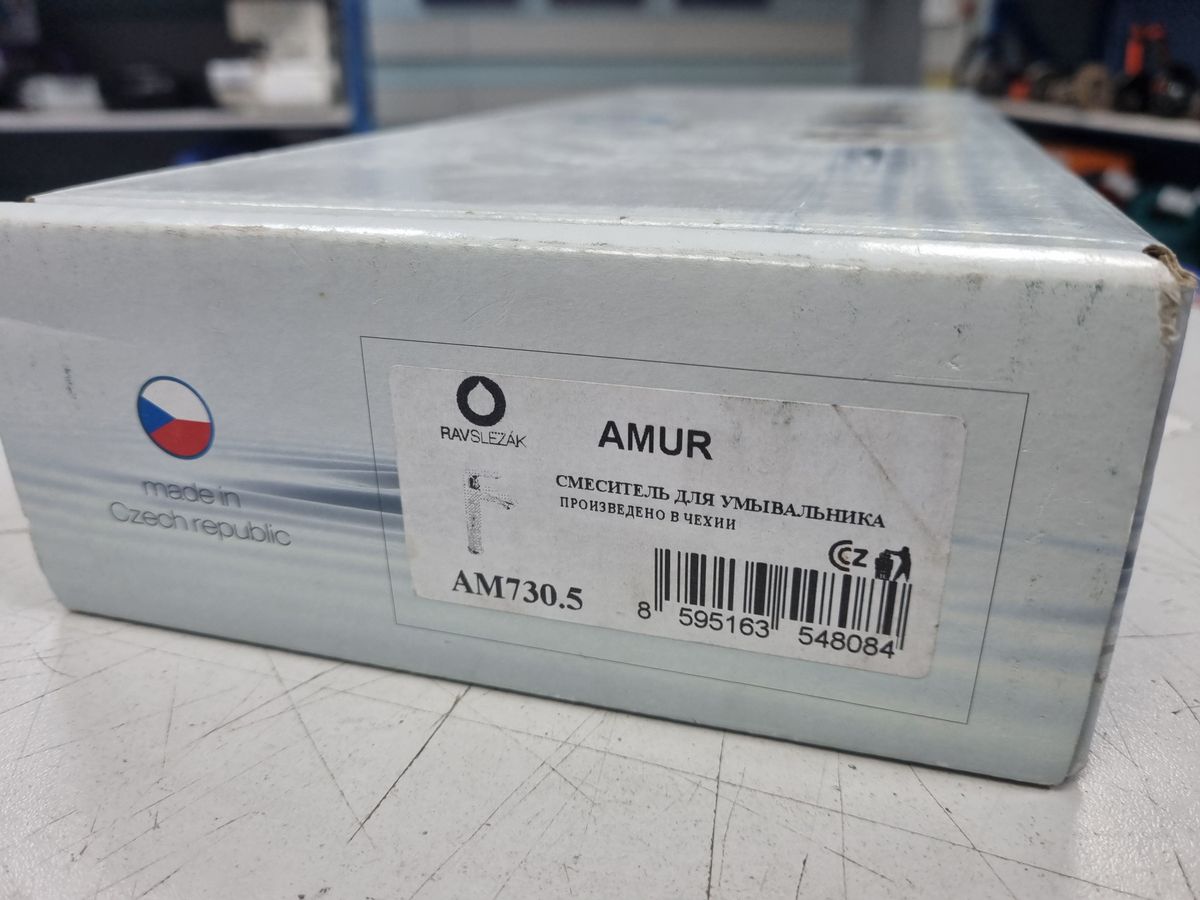 made in
Czech republic
RAVSLEZÁK
AMUR
СМЕСИТЕЛЬ ДЛЯ УМЫВАЛЬНИКА
ПРОИЗВЕДЕНО В ЧЕХИИ
CZ
AM730.5
8 595163 548084